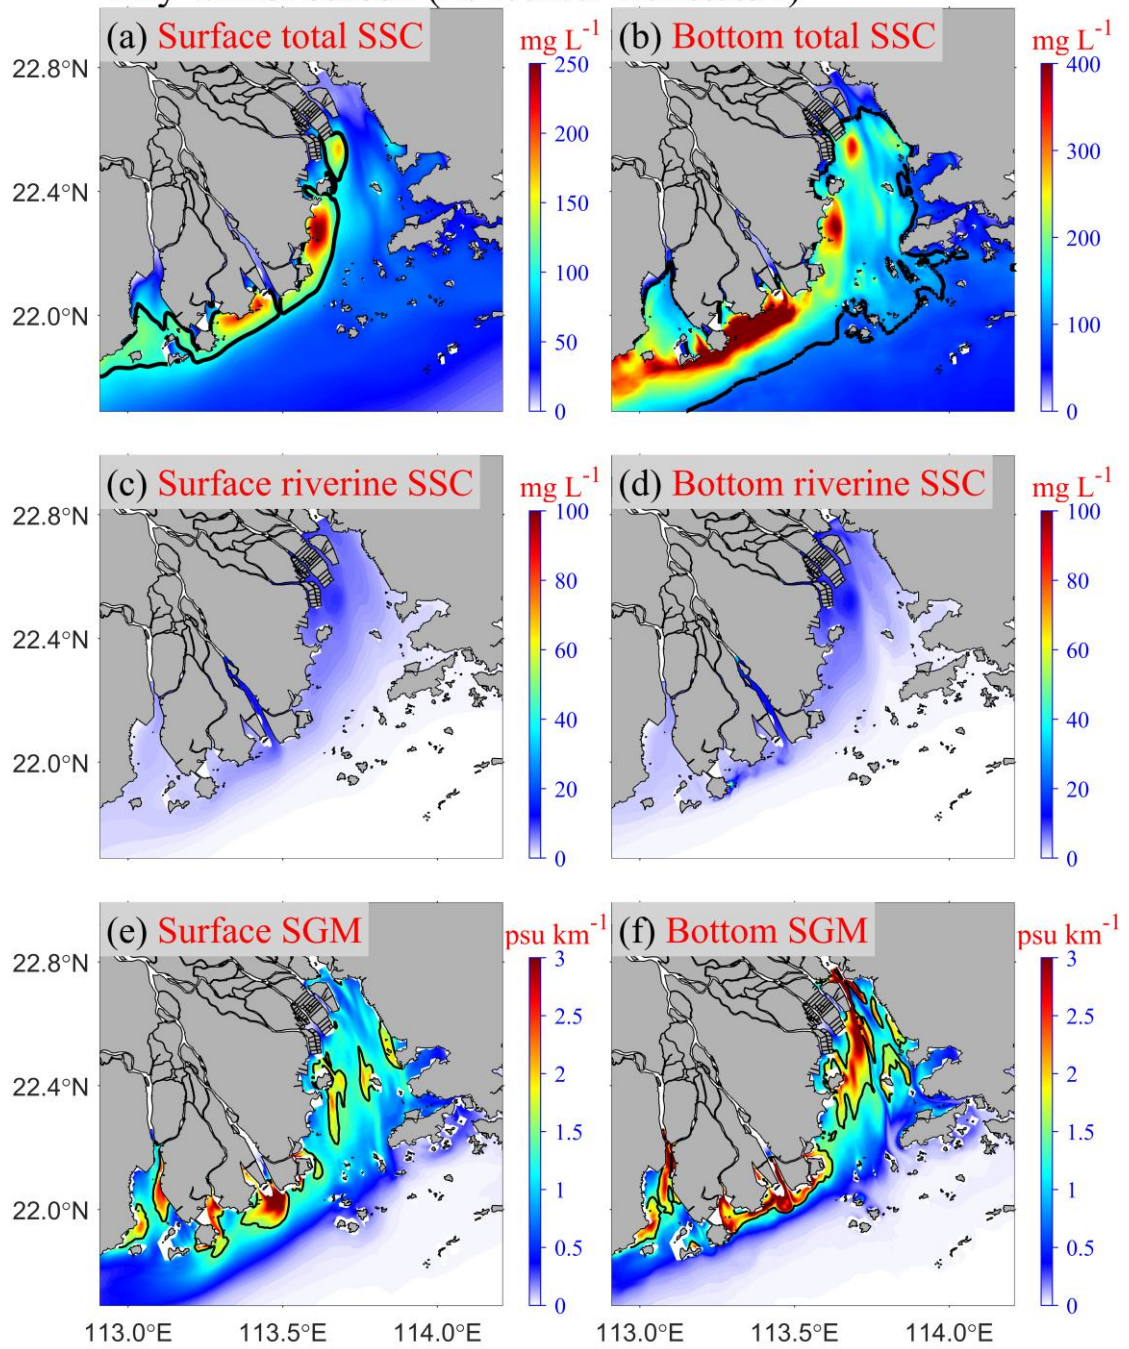 (a) Surface total SSC
mg L⁻¹
(b) Bottom total SSC
mg L⁻¹
22.8°N
22.4°N
22.0°N
250
200
150
100
50
0
400
300
200
100
0
(c) Surface riverine SSC
mg L⁻¹
(d) Bottom riverine SSC
mg L⁻¹
22.8°N
22.4°N
22.0°N
100
80
60
40
20
0
100
80
60
40
20
0
(e) Surface SGM
psu km⁻¹
(f) Bottom SGM
psu km⁻¹
22.8°N
22.4°N
22.0°N
3
2.5
2
1.5
1
0.5
0
3
2.5
2
1.5
1
0.5
0
113.0°E
113.5°E
114.0°E
113.0°E
113.5°E
114.0°E